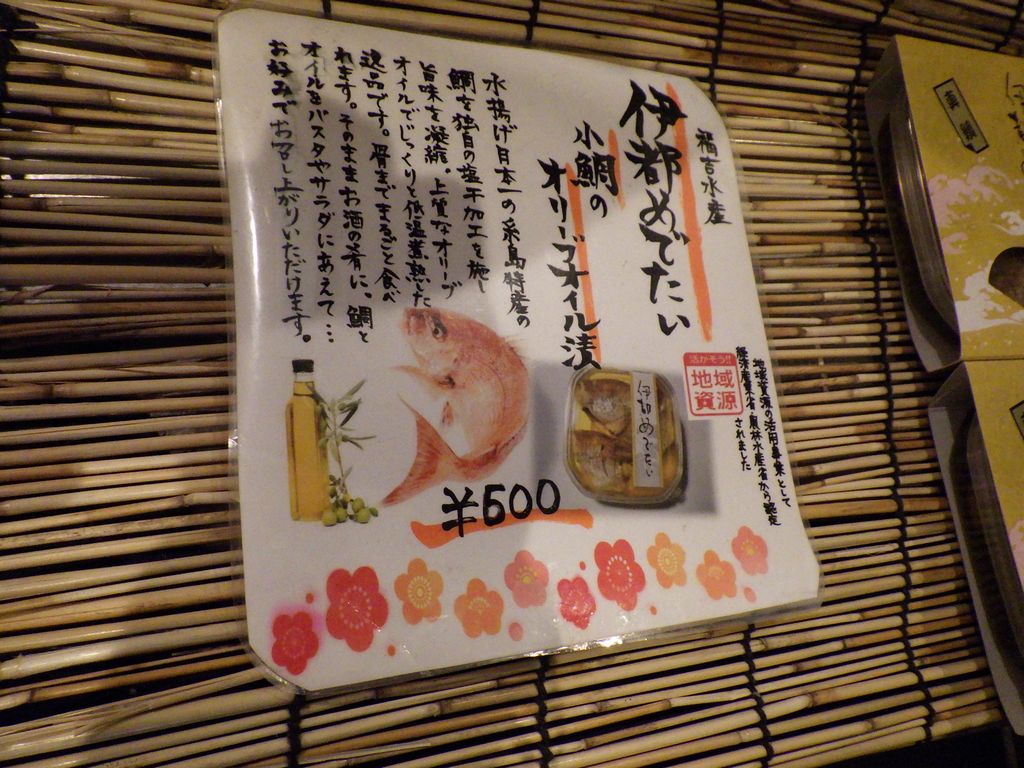 福吉水産
伊都めでたい
小鯛の
オリーブオイル漬
水揚げ日本一の糸島特産の
鯛を独自の塩干加工を施し
旨味を凝縮。上質なオリーブ
オイルでじっくりと低温煮熟した
逸品です。骨までまるごと食べ
れます。そのままお酒の肴に、鯛と
オイルをパスタやサラダにあえて…
お好みでお召し上がりいただけます。
活かそう!!
地域
資源
地域資源の活用事業として
経済産業省・農林水産省から認定
されました
伊都めでたい
¥500